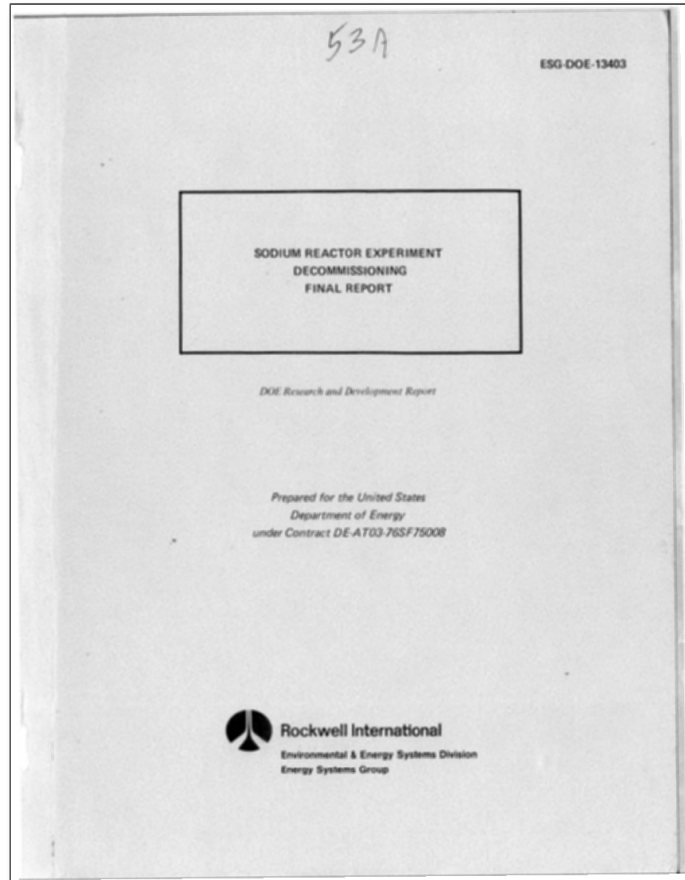 53A
ESG-DOE-13403
SODIUM REACTOR EXPERIMENT
DECOMMISSIONING
FINAL REPORT
DOE Research and Development Report
Prepared for the United States
Department of Energy
under Contract DE-AT03-76SF75008
Rockwell International
Environmental & Energy Systems Division
Energy Systems Group